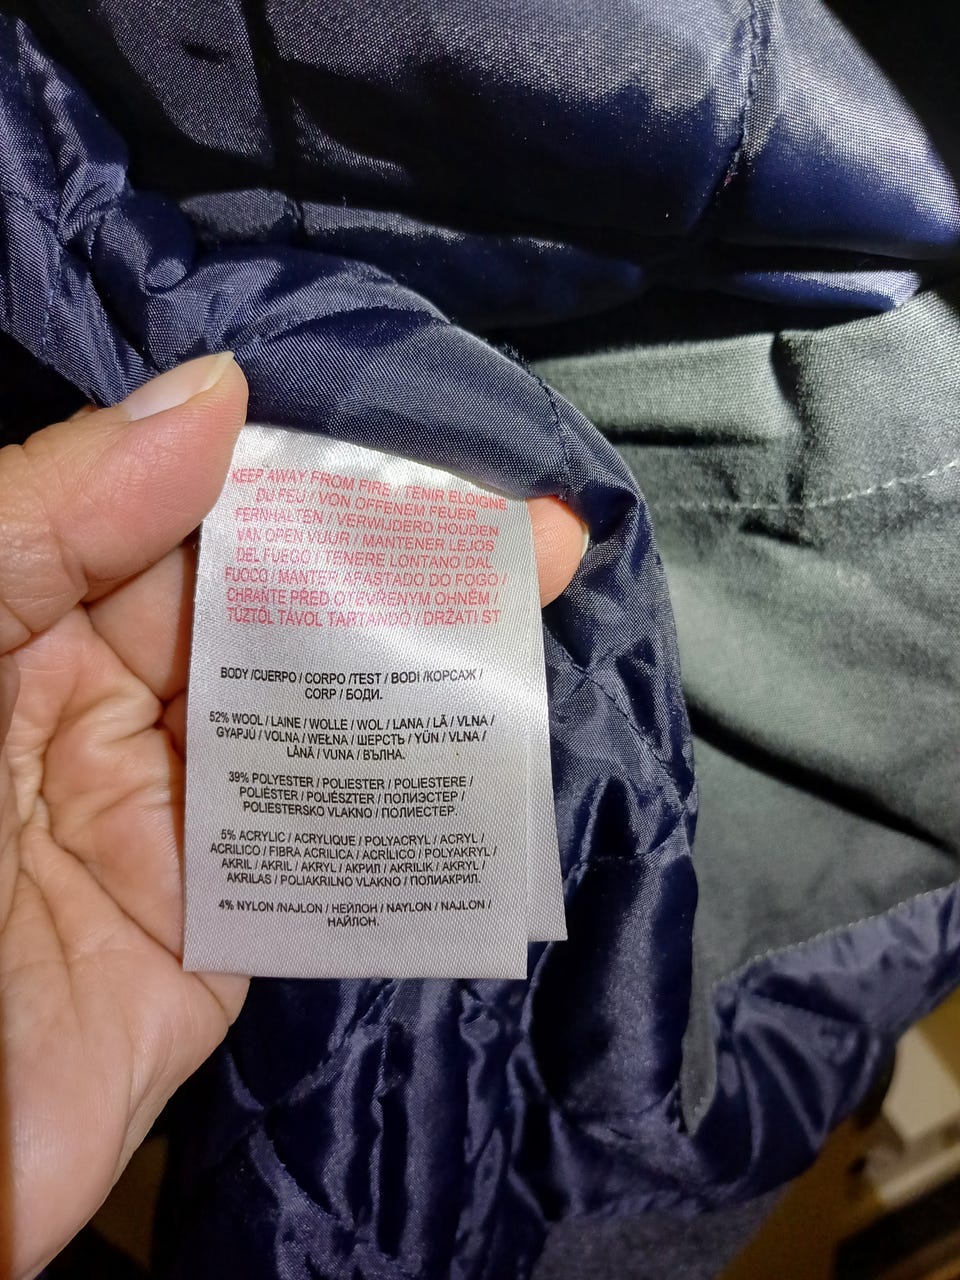 KEEP AWAY FROM FIRE / TENIR ELOIGNE
DU FEU / VON OFFENEM FEUER
FERNHALTEN / VERWIJDERD HOUDEN
VAN OPEN VUUR / MANTENER LEJOS
DEL FUEGO / TENERE LONTANO DAL
FUOCO / MANTER AFASTADO DO FOGO /
CHRANTE PŘED OTEVŘENYM OHNĚM /
TŰZTŐL TÁVOL TARTANDÓ / DRŽATI ST
BODY /CUERPO / CORPO /TEST / BODI /КОРСАЖ /
CORP / БОДИ.
52% WOOL / LAINE / WOLLE / WOL / LANA / LÃ / VLNA /
GYAPJÚ / VOLNA / WEŁNA / ШЕРСТЬ / YÜN / VLNA /
LÂNĂ / VUNA / ВЪЛНА.
39% POLYESTER / POLIESTER / POLIESTERE /
POLIÉSTER / POLIÉSZTER / ПОЛИЭСТЕР /
POLIESTERSKO VLAKNO / ПОЛИЕСТЕР.
5% ACRYLIC / ACRYLIQUE / POLYACRYL / ACRYL /
ACRILICO / FIBRA ACRILICA / ACRÍLICO / POLYAKRYL /
AKRIL / AKRIL / AKRYL / АКРИЛ / AKRILIK / AKRYL /
AKRILAS / POLIAKRILNO VLAKNO / ПОЛИАКРИЛ.
4% NYLON /NAJLON / НЕЙЛОН / NAYLON / NAJLON /
НАЙЛОН.